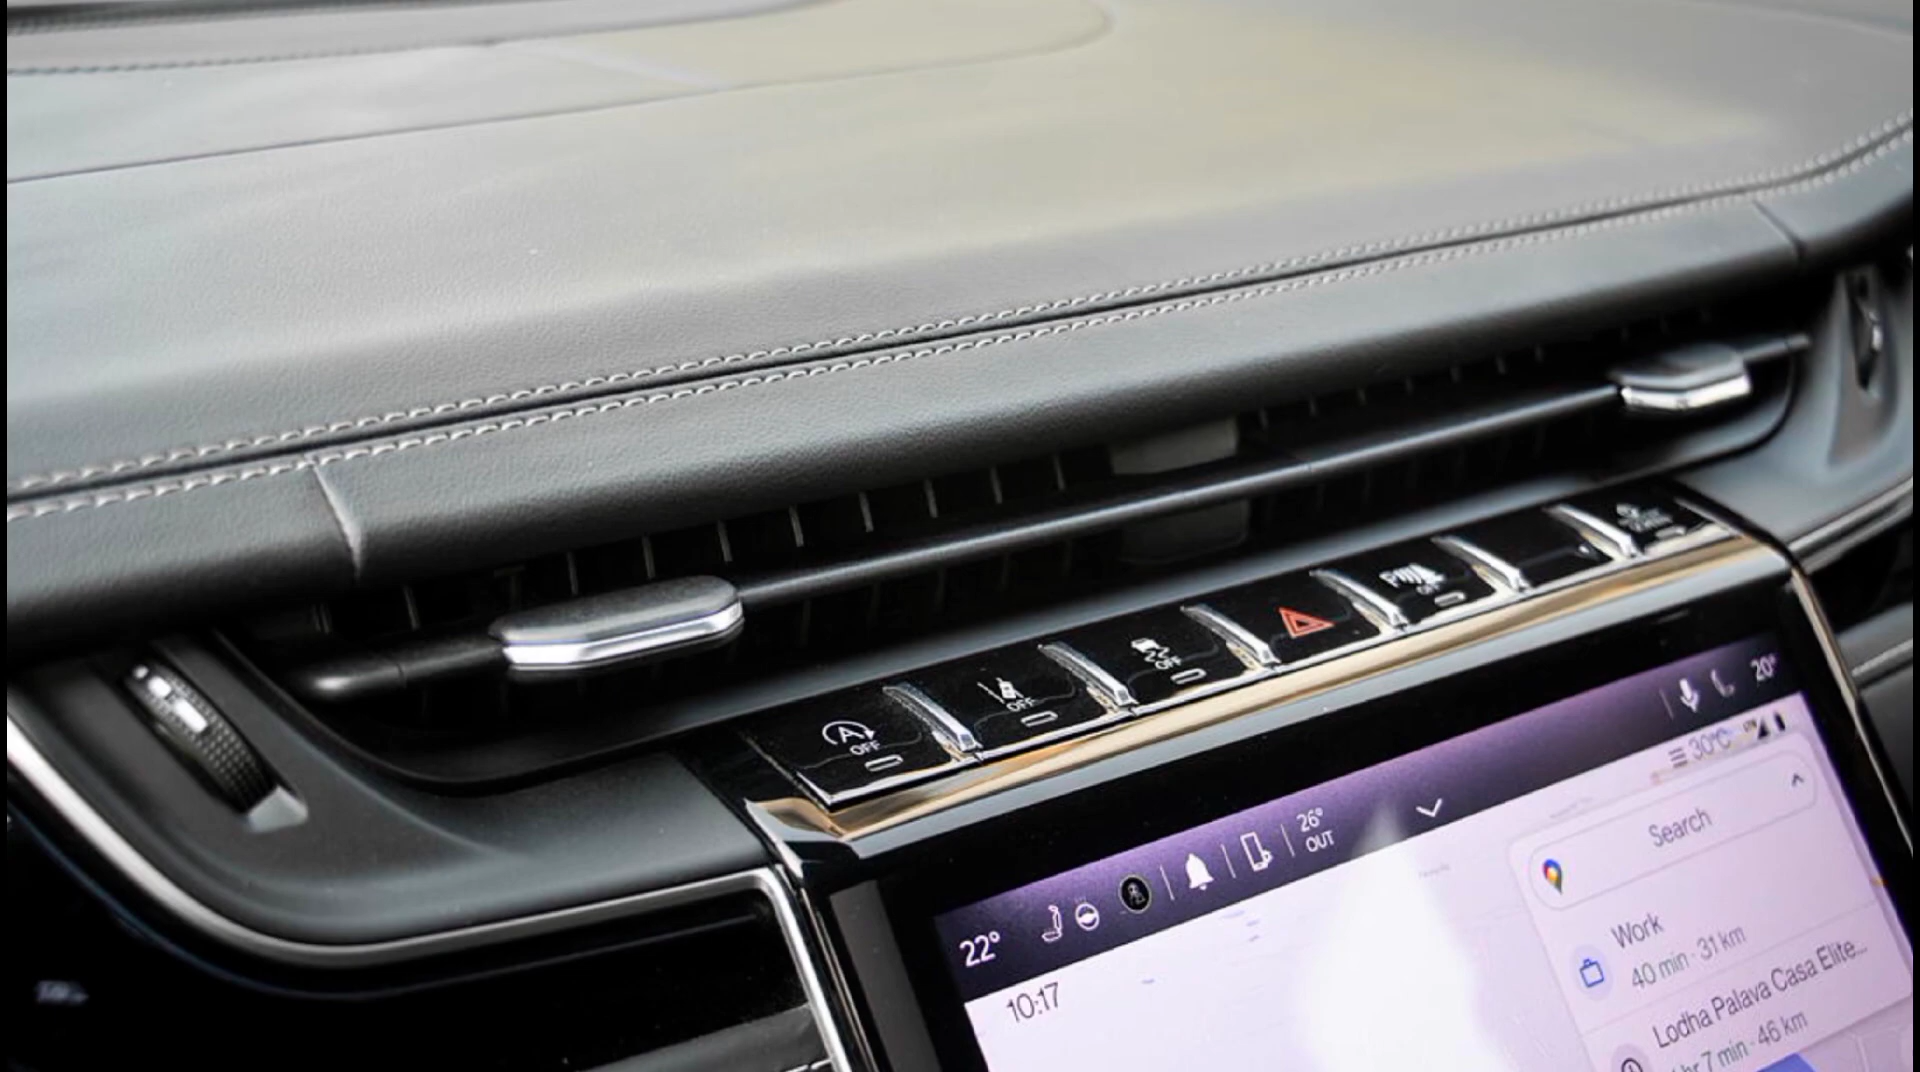 A
OFF
OFF
OFF
P
OFF
20°
22°
26°
OUT
30°C
10:17
Search
Work
40 min · 31 km
Lodha Palava Casa Elite...
hr 7 min · 46 km